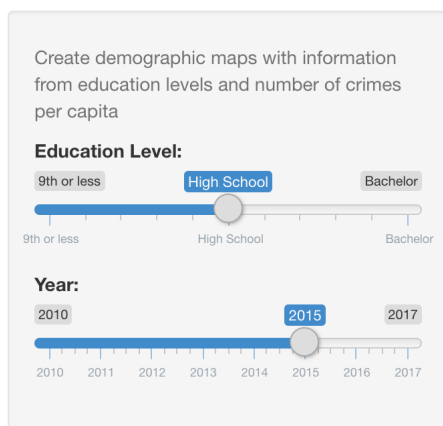 Create demographic maps with information
from education levels and number of crimes
per capita
Education Level:
9th or less High School Bachelor
9th or less High School Bachelor
Year:
2010 2015 2017
2010 2011 2012 2013 2014 2015 2016 2017